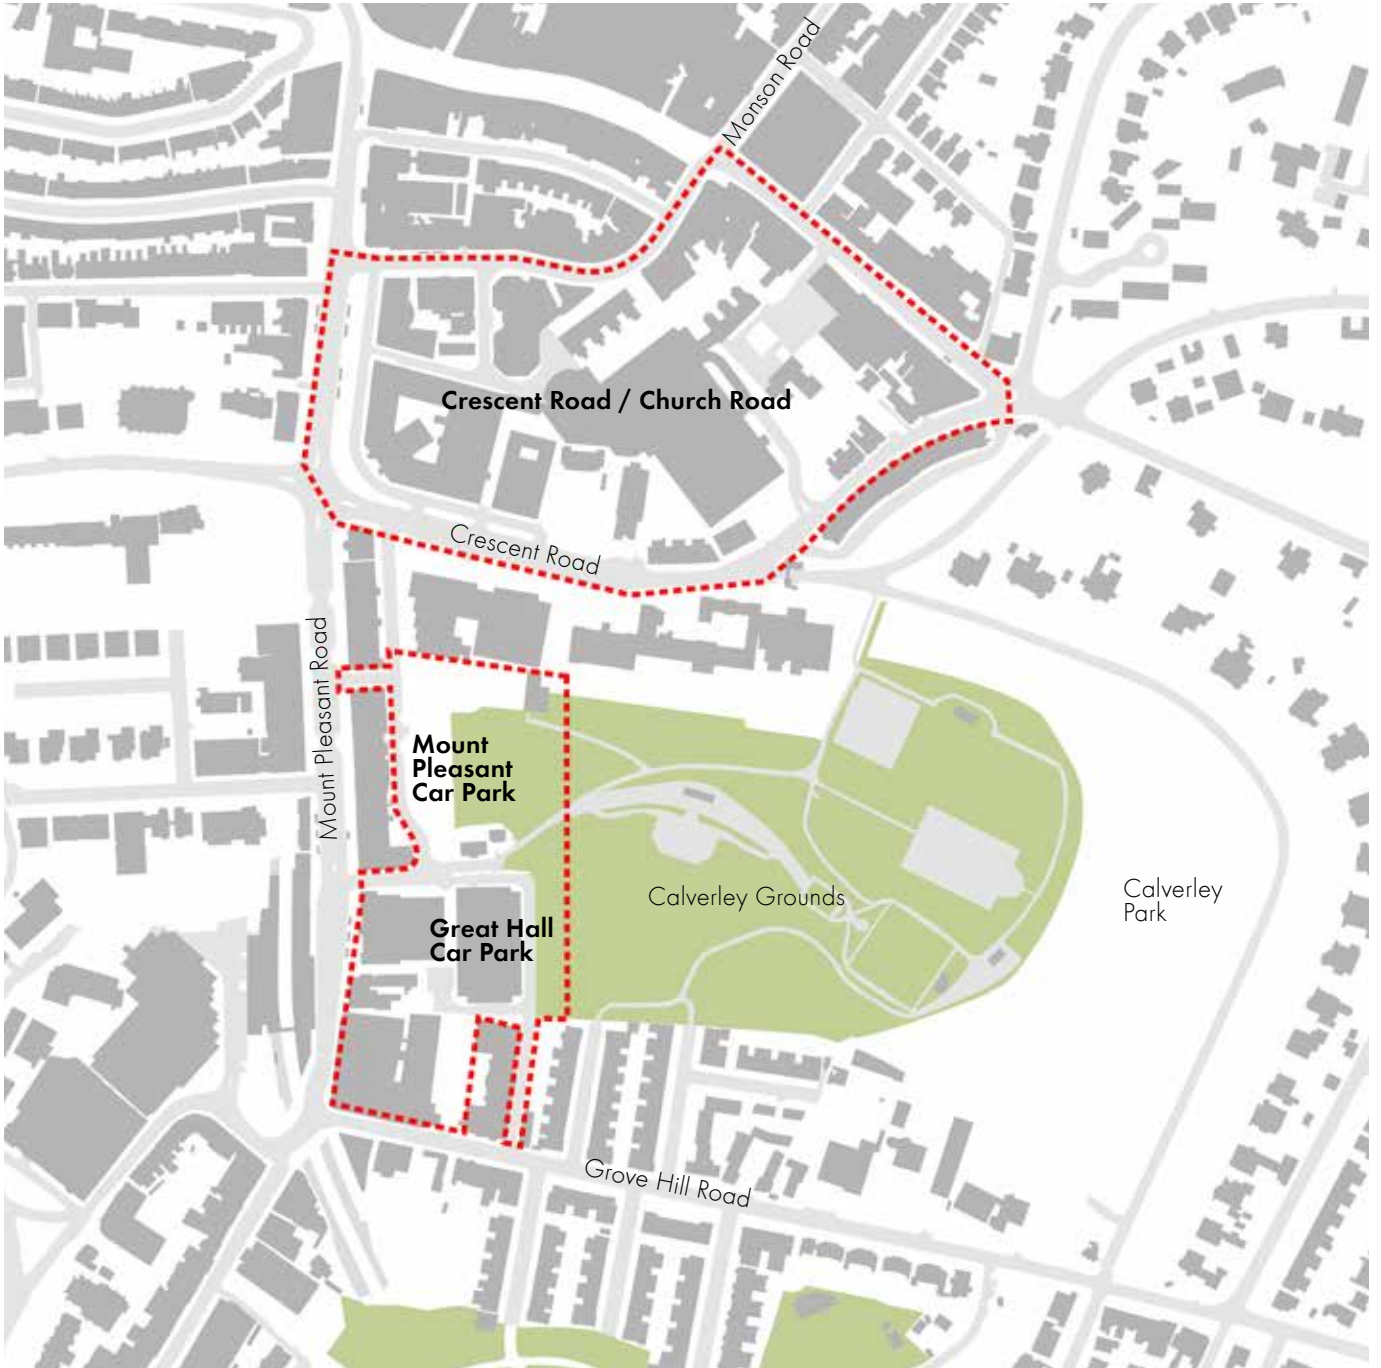 Monson Road
Crescent Road / Church Road
Crescent Road
Mount Pleasant Road
Mount
Pleasant
Car Park
Calverley Grounds
Calverley
Park
Great Hall
Car Park
Grove Hill Road